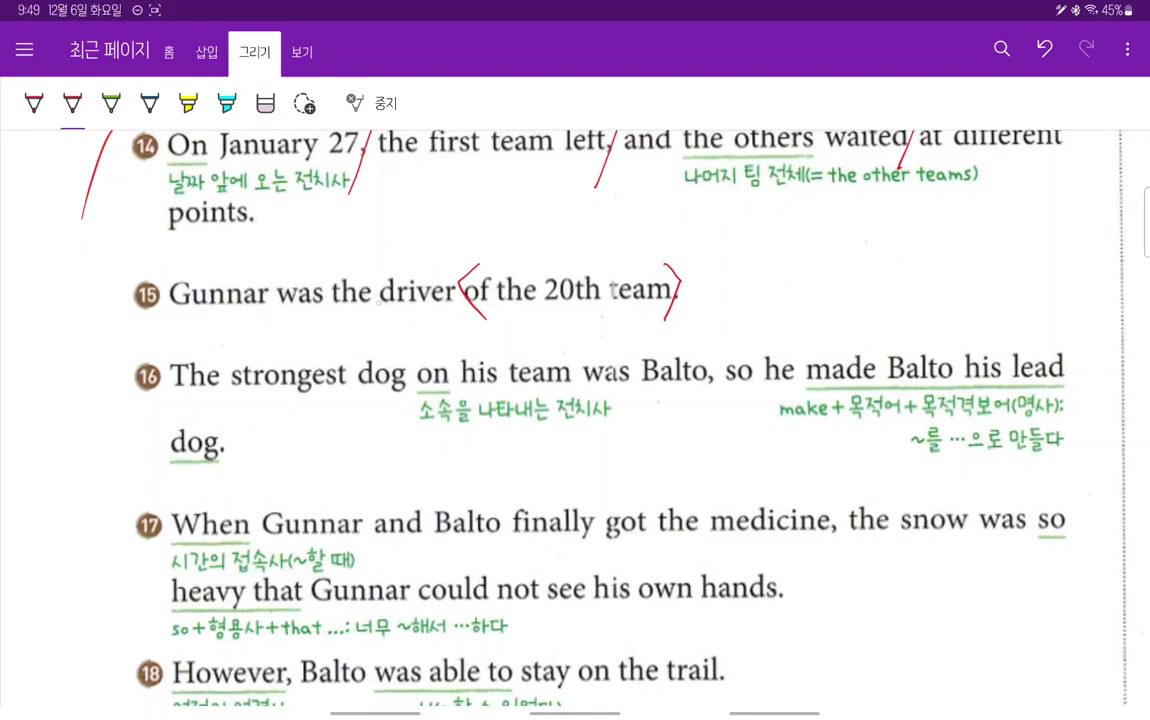 9:49 12월 6일 화요일 45%
최근 페이지 홈 삽입 그리기 보기
중지
14 On January 27, the first team left, and the others waited at different
날짜 앞에 오는 전치사 나머지 팀 전체(= the other teams)
points.
15 Gunnar was the driver of the 20th team.
16 The strongest dog on his team was Balto, so he made Balto his lead
소속을 나타내는 전치사 make+목적어+목적격보어(명사):
~를 …으로 만들다
dog.
17 When Gunnar and Balto finally got the medicine, the snow was so
시간의 접속사(~할 때)
heavy that Gunnar could not see his own hands.
so+형용사+that …: 너무 ~해서 …하다
18 However, Balto was able to stay on the trail.